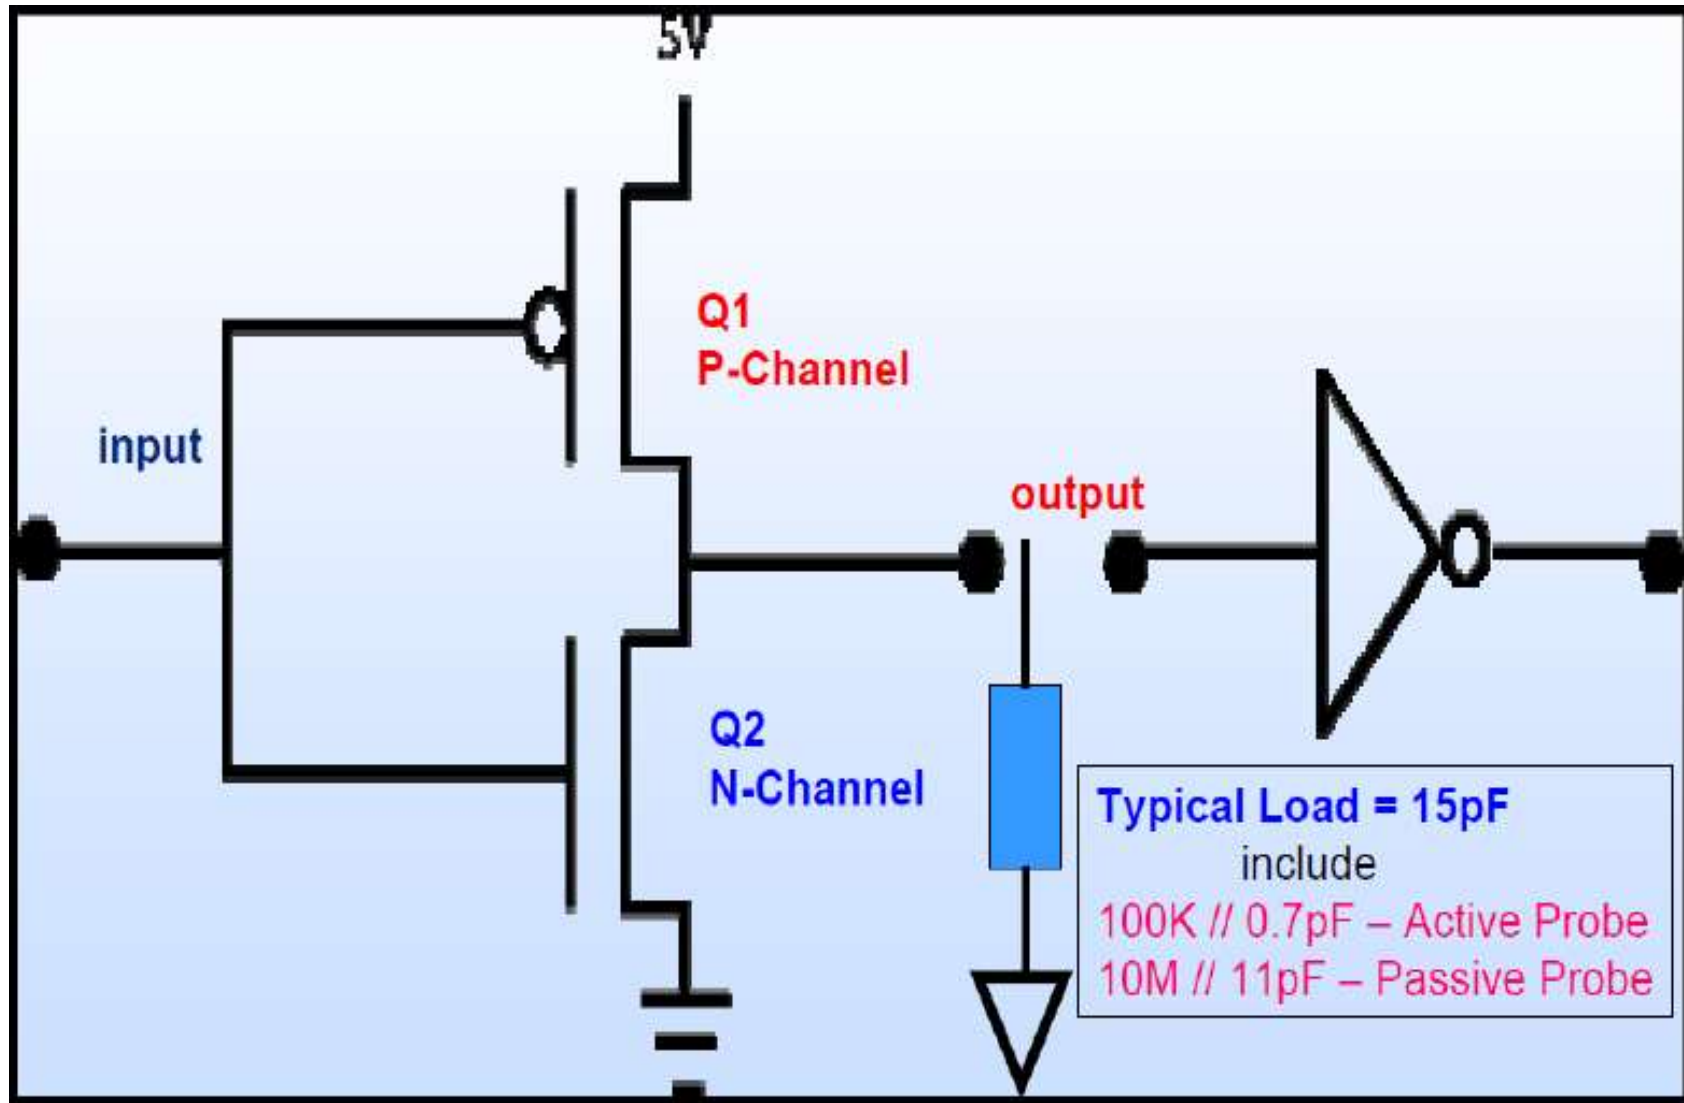 5V
Q1
P-Channel
input
output
Q2
N-Channel
Typical Load = 15pF
include
100K // 0.7pF – Active Probe
10M // 11pF – Passive Probe